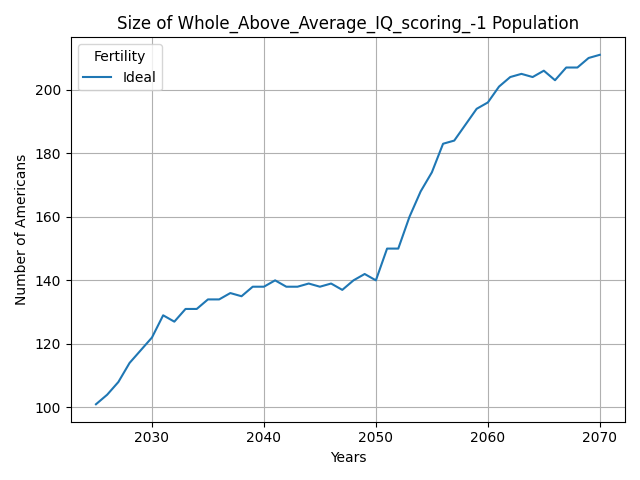 Size of Whole_Above_Average_IQ_scoring_-1 Population
Fertility
Ideal
Number of Americans
200
180
160
140
120
100
2030 2040 2050 2060 2070
Years